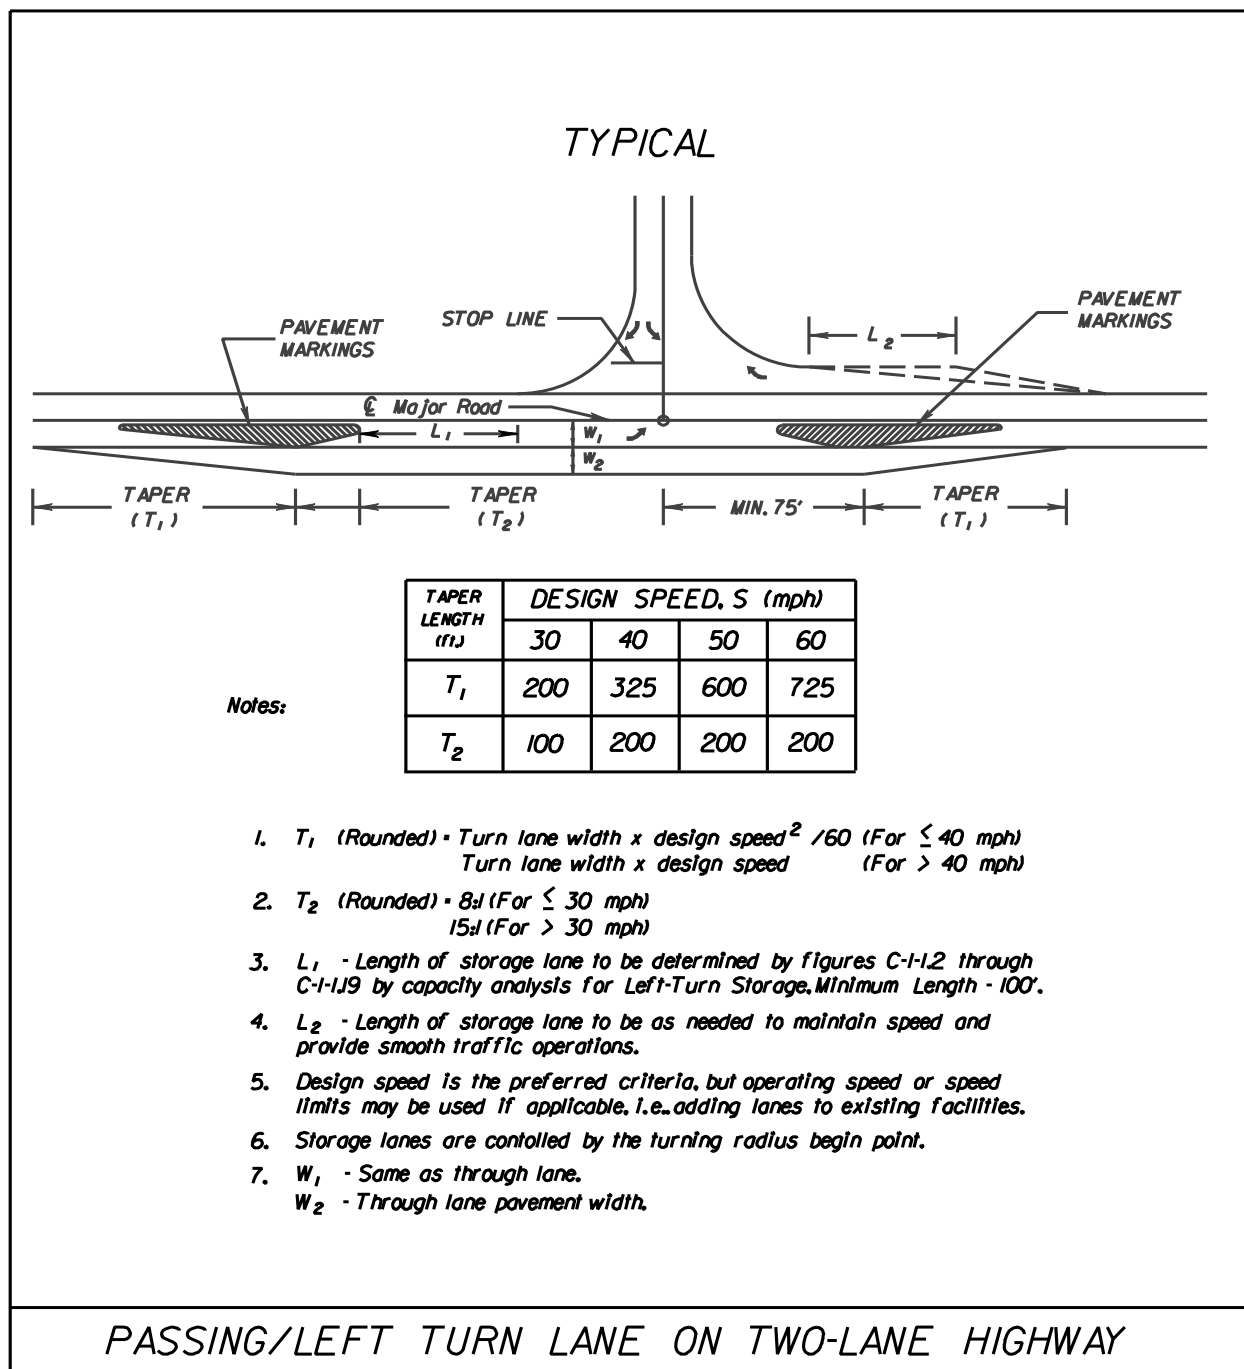 TYPICAL
PAVEMENT
MARKINGS
STOP LINE
L2
PAVEMENT
MARKINGS
℄ Major Road
L1
W1
W2
TAPER
(T1)
TAPER
(T2)
MIN. 75'
TAPER
(T1)
TAPER
LENGTH
(ft.)
DESIGN SPEED, S (mph)
30 40 50 60
T1 200 325 600 725
T2 100 200 200 200
Notes:
1. T1 (Rounded) = Turn lane width x design speed² /60 (For ≤ 40 mph)
Turn lane width x design speed (For > 40 mph)
2. T2 (Rounded) = 8:1 (For ≤ 30 mph)
15:1 (For > 30 mph)
3. L1 - Length of storage lane to be determined by figures C-1-1.2 through
C-1-1.19 by capacity analysis for Left-Turn Storage. Minimum Length - 100'.
4. L2 - Length of storage lane to be as needed to maintain speed and
provide smooth traffic operations.
5. Design speed is the preferred criteria, but operating speed or speed
limits may be used if applicable, i.e., adding lanes to existing facilities.
6. Storage lanes are contolled by the turning radius begin point.
7. W1 - Same as through lane.
W2 - Through lane pavement width.
PASSING/LEFT TURN LANE ON TWO-LANE HIGHWAY